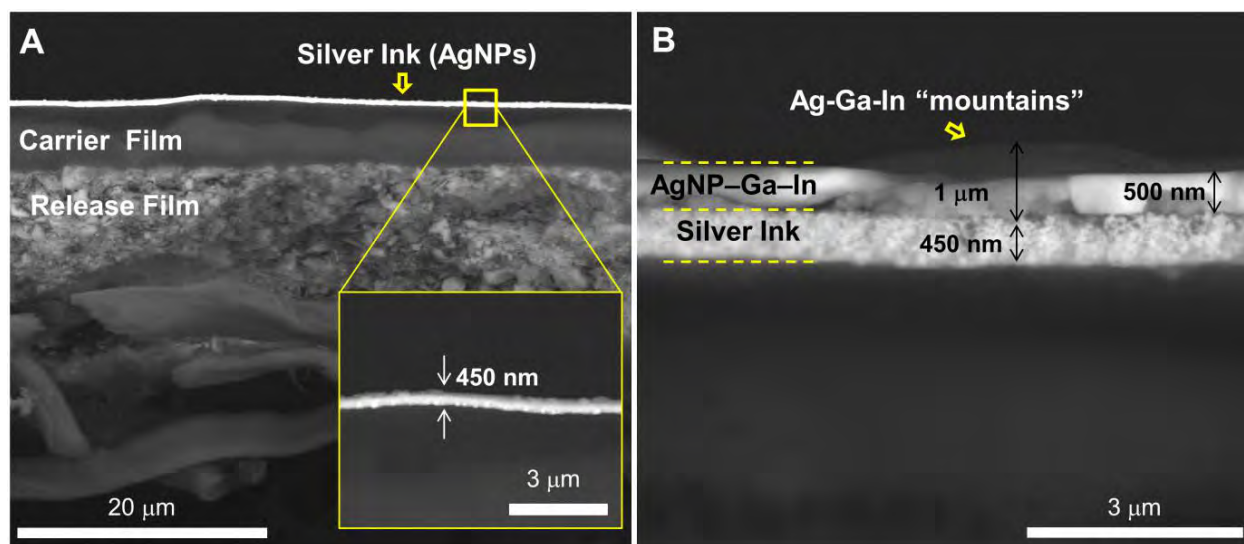 A
Silver Ink (AgNPs)
Carrier Film
Release Film
450 nm
3 μm
20 μm
B
Ag-Ga-In "mountains"
AgNP–Ga–In
1 μm
500 nm
Silver Ink
450 nm
3 μm